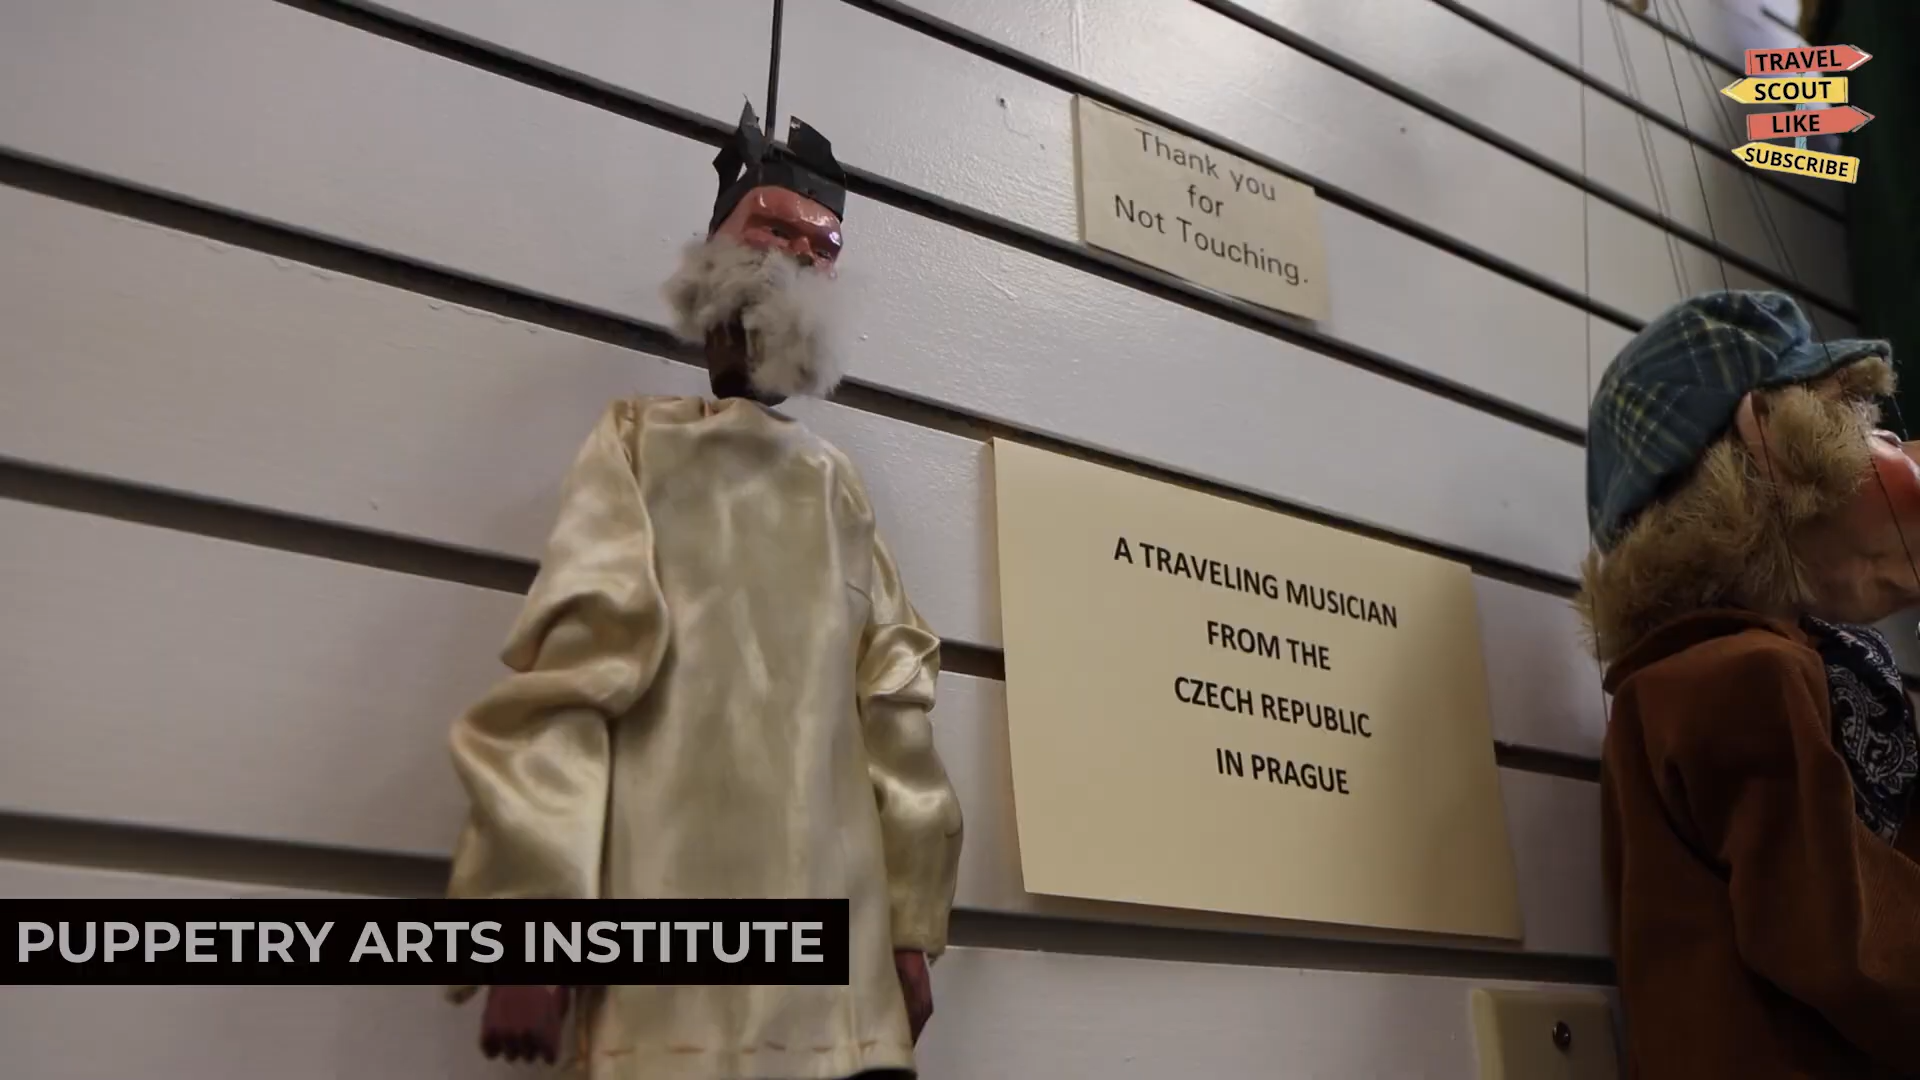 TRAVEL
SCOUT
LIKE
SUBSCRIBE
Thank you
for
Not Touching.
A TRAVELING MUSICIAN
FROM THE
CZECH REPUBLIC
IN PRAGUE
PUPPETRY ARTS INSTITUTE